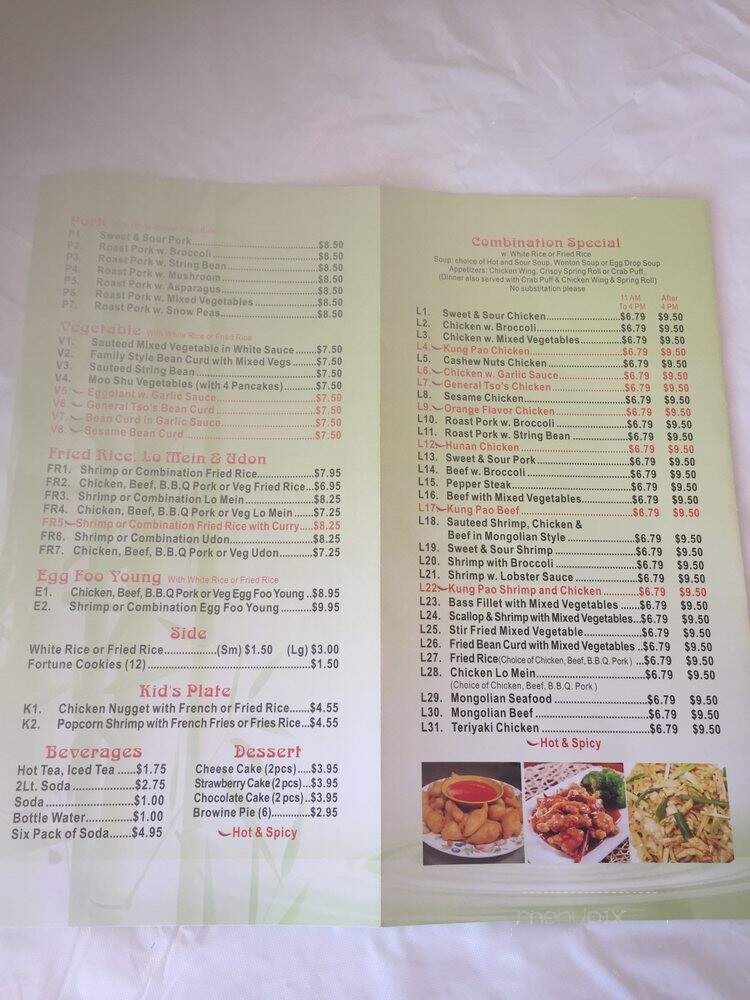 Pork
P1. Sweet & Sour Pork......$8.50
P2. Roast Pork w. Broccoli......$8.50
P3. Roast Pork w. String Bean......$8.50
P4. Roast Pork w. Mushroom......$8.50
P5. Roast Pork w. Asparagus......$8.50
P6. Roast Pork w. Mixed Vegetables......$8.50
P7. Roast Pork w. Snow Peas......$8.50
Vegetable With White Rice or Fried Rice
V1. Sauteed Mixed Vegetable in White Sauce......$7.50
V2. Family Style Bean Curd with Mixed Vegs......$7.50
V3. Sauteed String Bean......$7.50
V4. Moo Shu Vegetables (with 4 Pancakes)......$7.50
V5. Eggplant w. Garlic Sauce......$7.50
V6. General Tso's Bean Curd......$7.50
V7. Bean Curd in Garlic Sauce......$7.50
V8. Sesame Bean Curd......$7.50
Fried Rice, Lo Mein & Udon
FR1. Shrimp or Combination Fried Rice......$7.95
FR2. Chicken, Beef, B.B.Q Pork or Veg Fried Rice...$6.95
FR3. Shrimp or Combination Lo Mein......$8.25
FR4. Chicken, Beef, B.B.Q Pork or Veg Lo Mein......$7.25
FR5. Shrimp or Combination Fried Rice with Curry.....$8.25
FR6. Shrimp or Combination Udon......$8.25
FR7. Chicken, Beef, B.B.Q Pork or Veg Udon......$7.25
Egg Foo Young With White Rice or Fried Rice
E1. Chicken, Beef, B.B.Q Pork or Veg Egg Foo Young ..$8.95
E2. Shrimp or Combination Egg Foo Young ......$9.95
Side
White Rice or Fried Rice......(Sm) $1.50 (Lg) $3.00
Fortune Cookies (12)......$1.50
Kid's Plate
K1. Chicken Nugget with French or Fried Rice......$4.55
K2. Popcorn Shrimp with French Fries or Fries Rice...$4.55
Beverages
Hot Tea, Iced Tea ......$1.75
2Lt. Soda......$2.75
Soda......$1.00
Bottle Water......$1.00
Six Pack of Soda.......$4.95
Dessert
Cheese Cake (2pcs)....$3.95
Strawberry Cake (2 pcs)...$3.95
Chocolate Cake (2 pcs)..$3.95
Browine Pie (6)......$2.95
Hot & Spicy
Combination Special
w. White Rice or Fried Rice
Soup: choice of Hot and Sour Soup, Wonton Soup or Egg Drop Soup
Appetizers: Chicken Wing, Crispy Spring Roll or Crab Puff.
(Dinner also served with Crab Puff & Chicken Wing & Spring Roll)
No substitation please
11 AM To 4 PM After 4 PM
L1. Sweet & Sour Chicken......$6.79 $9.50
L2. Chicken w. Broccoli......$6.79 $9.50
L3. Chicken w. Mixed Vegetables......$6.79 $9.50
L4. Kung Pao Chicken......$6.79 $9.50
L5. Cashew Nuts Chicken......$6.79 $9.50
L6. Chicken w. Garlic Sauce......$6.79 $9.50
L7. General Tso's Chicken......$6.79 $9.50
L8. Sesame Chicken......$6.79 $9.50
L9. Orange Flavor Chicken......$6.79 $9.50
L10. Roast Pork w. Broccoli......$6.79 $9.50
L11. Roast Pork w. String Bean......$6.79 $9.50
L12. Hunan Chicken......$6.79 $9.50
L13. Sweet & Sour Pork......$6.79 $9.50
L14. Beef w. Broccoli......$6.79 $9.50
L15. Pepper Steak......$6.79 $9.50
L16. Beef with Mixed Vegetables......$6.79 $9.50
L17. Kung Pao Beef......$6.79 $9.50
L18. Sauteed Shrimp, Chicken &
Beef in Mongolian Style......$6.79 $9.50
L19. Sweet & Sour Shrimp......$6.79 $9.50
L20. Shrimp with Broccoli......$6.79 $9.50
L21. Shrimp w. Lobster Sauce......$6.79 $9.50
L22. Kung Pao Shrimp and Chicken......$6.79 $9.50
L23. Bass Fillet with Mixed Vegetables......$6.79 $9.50
L24. Scallop & Shrimp with Mixed Vegetables...$6.79 $9.50
L25. Stir Fried Mixed Vegetable......$6.79 $9.50
L26. Fried Bean Curd with Mixed Vegetables ..$6.79 $9.50
L27. Fried Rice(Choice of Chicken, Beef, B.B.Q. Pork ) ...$6.79 $9.50
L28. Chicken Lo Mein......$6.79 $9.50
(Choice of Chicken, Beef, B.B.Q. Pork )
L29. Mongolian Seafood......$6.79 $9.50
L30. Mongolian Beef......$6.79 $9.50
L31. Teriyaki Chicken......$6.79 $9.50
Hot & Spicy
menupix